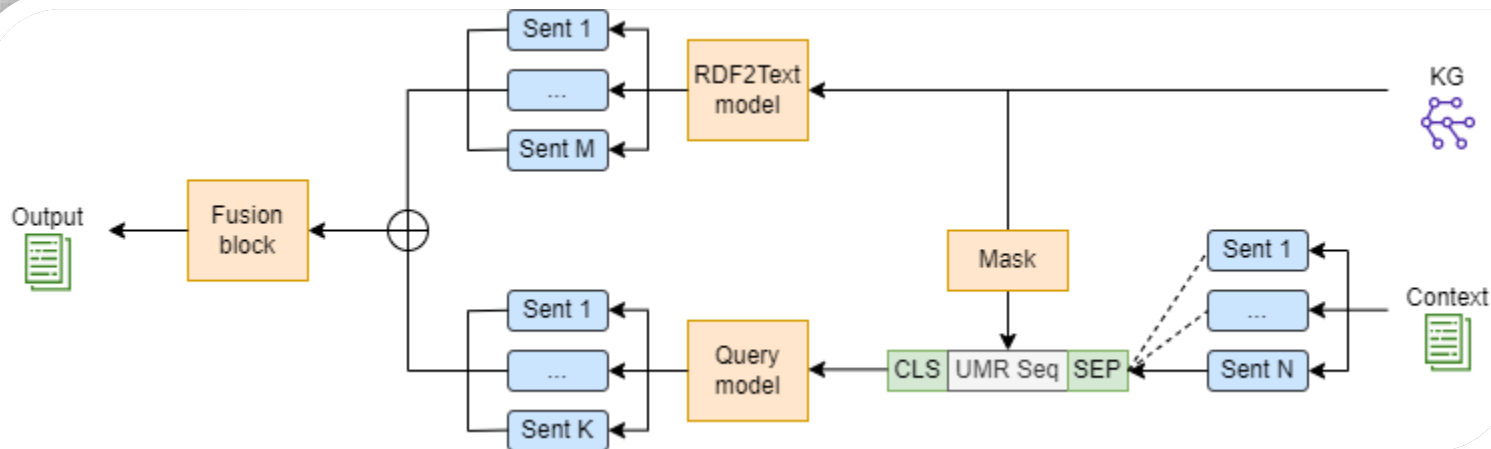 Sent 1
...
Sent M
RDF2Text
model
KG
Output
Fusion
block
Mask
Sent 1
...
Sent N
Context
Sent 1
...
Sent K
Query
model
CLS UMR Seq SEP